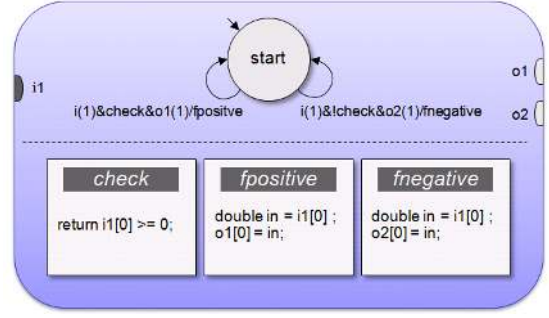 start
i1
o1
i(1)&check&o1(1)/fpositve
i(1)&!check&o2(1)/fnegative
o2
check
return i1[0] >= 0;
fpositive
double in = i1[0] ;
o1[0] = in;
fnegative
double in = i1[0] ;
o2[0] = in;